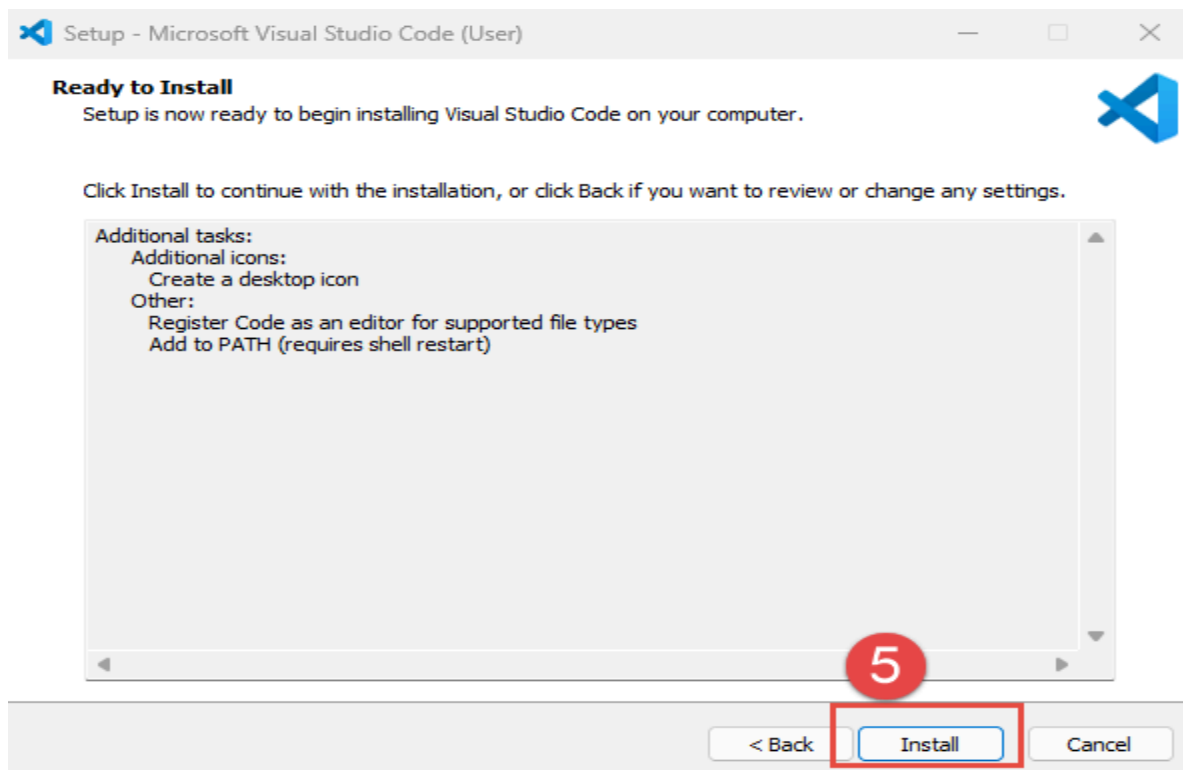 Setup - Microsoft Visual Studio Code (User)
Ready to Install
Setup is now ready to begin installing Visual Studio Code on your computer.
Click Install to continue with the installation, or click Back if you want to review or change any settings.
Additional tasks:
Additional icons:
Create a desktop icon
Other:
Register Code as an editor for supported file types
Add to PATH (requires shell restart)
5
< Back Install Cancel